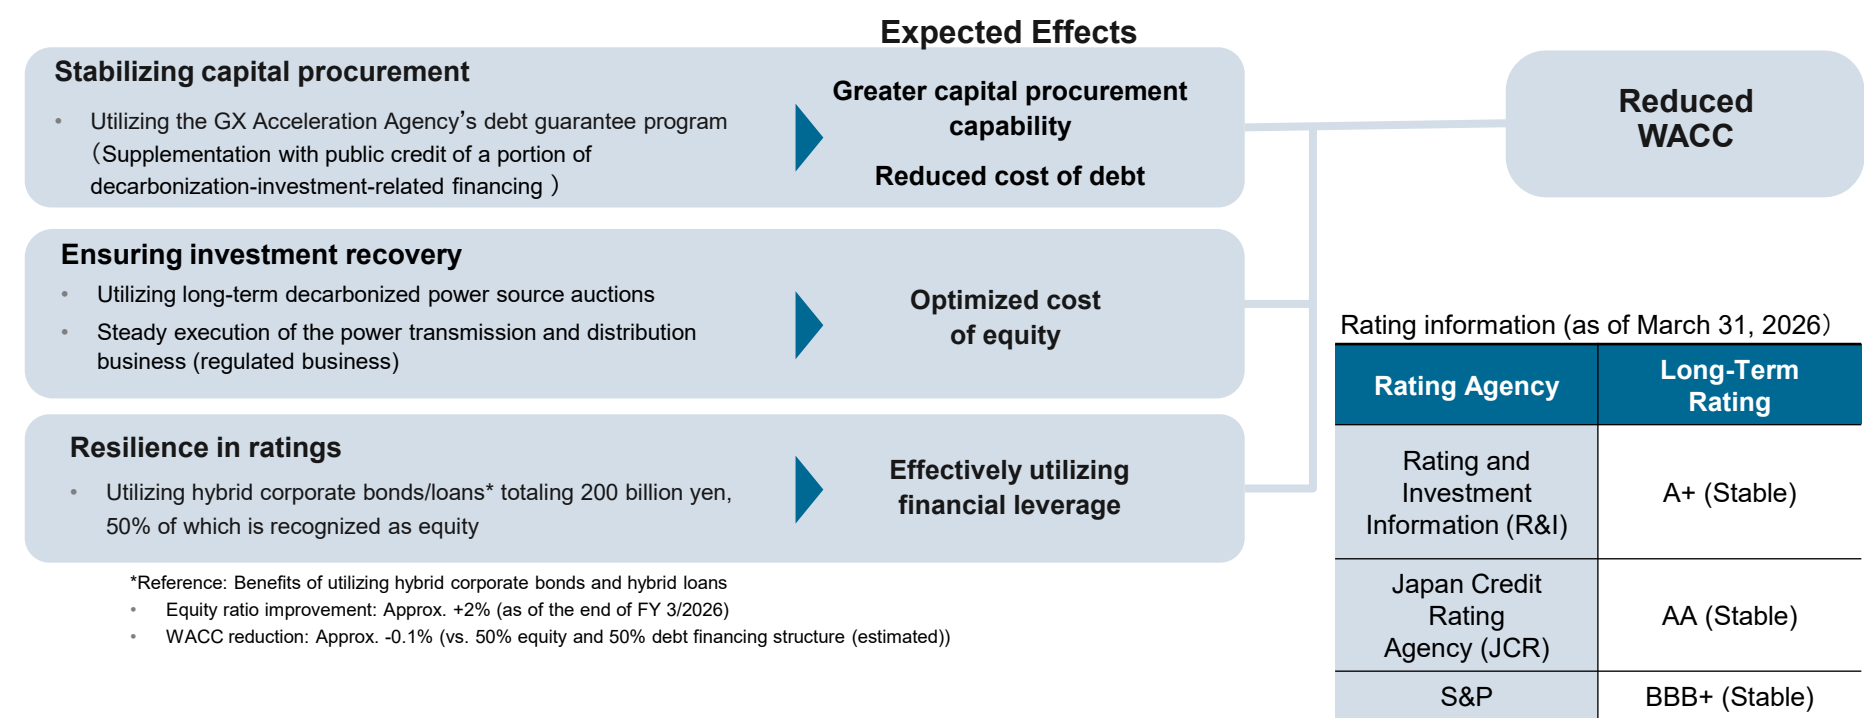 Expected Effects
Stabilizing capital procurement
• Utilizing the GX Acceleration Agency’s debt guarantee program
（Supplementation with public credit of a portion of
decarbonization-investment-related financing ）
Greater capital procurement
capability
Reduced cost of debt
Reduced
WACC
Ensuring investment recovery
• Utilizing long-term decarbonized power source auctions
• Steady execution of the power transmission and distribution
business (regulated business)
Optimized cost
of equity
Resilience in ratings
• Utilizing hybrid corporate bonds/loans* totaling 200 billion yen,
50% of which is recognized as equity
Effectively utilizing
financial leverage
*Reference: Benefits of utilizing hybrid corporate bonds and hybrid loans
• Equity ratio improvement: Approx. +2% (as of the end of FY 3/2026)
• WACC reduction: Approx. -0.1% (vs. 50% equity and 50% debt financing structure (estimated))
Rating information (as of March 31, 2026）
Rating Agency
Long-Term
Rating
Rating and
Investment
Information (R&I)
A+ (Stable)
Japan Credit
Rating
Agency (JCR)
AA (Stable)
S&P
BBB+ (Stable)